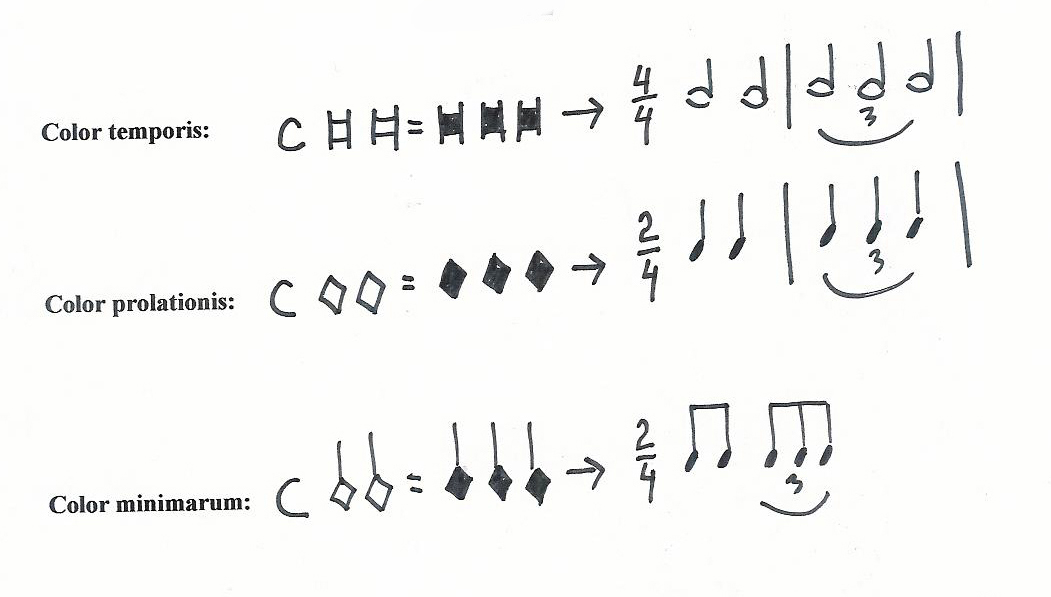 Color temporis: C = → 4/4 3
Color prolationis: C = → 2/4 3
Color minimarum: C = → 2/4 3